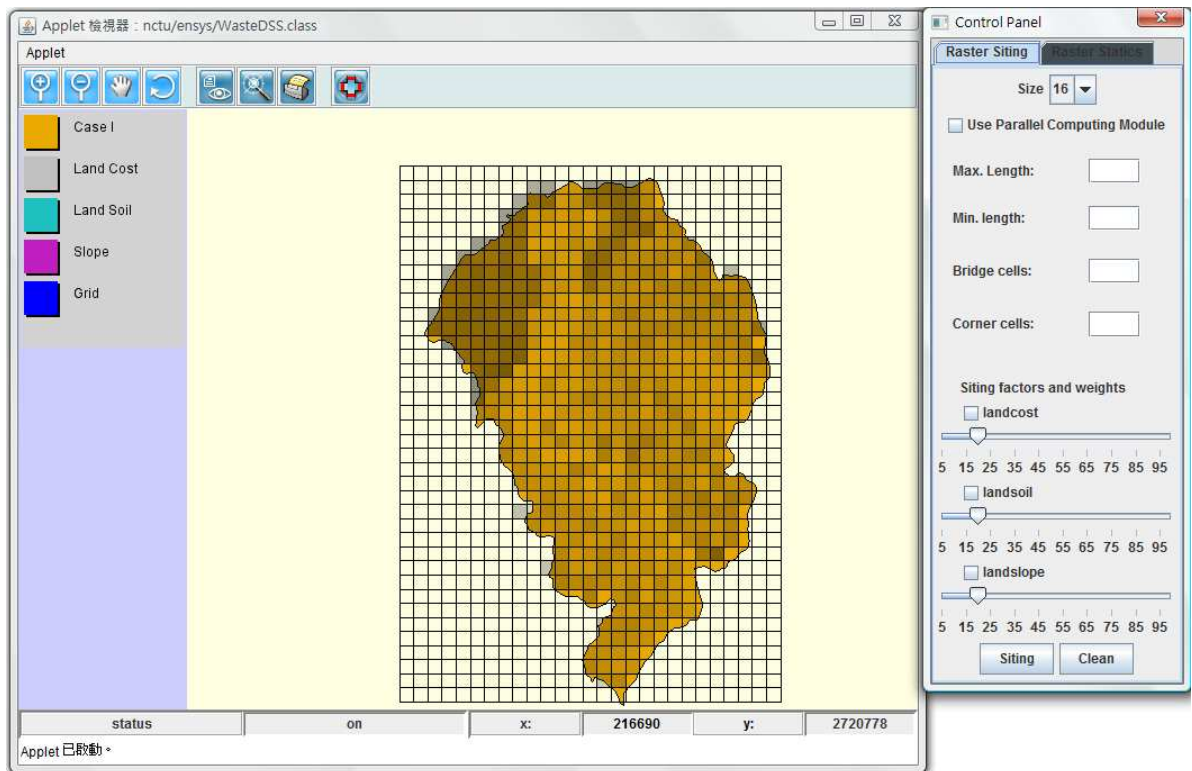 Applet 檢視器：nctu/ensys/WasteDSS.class
Applet
Case I
Land Cost
Land Soil
Slope
Grid
status on x: 216690 y: 2720778
Applet 已啟動。
Control Panel
Raster Siting Raster Statics
Size 16
Use Parallel Computing Module
Max. Length:
Min. length:
Bridge cells:
Corner cells:
Siting factors and weights
landcost
5 15 25 35 45 55 65 75 85 95
landsoil
5 15 25 35 45 55 65 75 85 95
landslope
5 15 25 35 45 55 65 75 85 95
Siting Clean